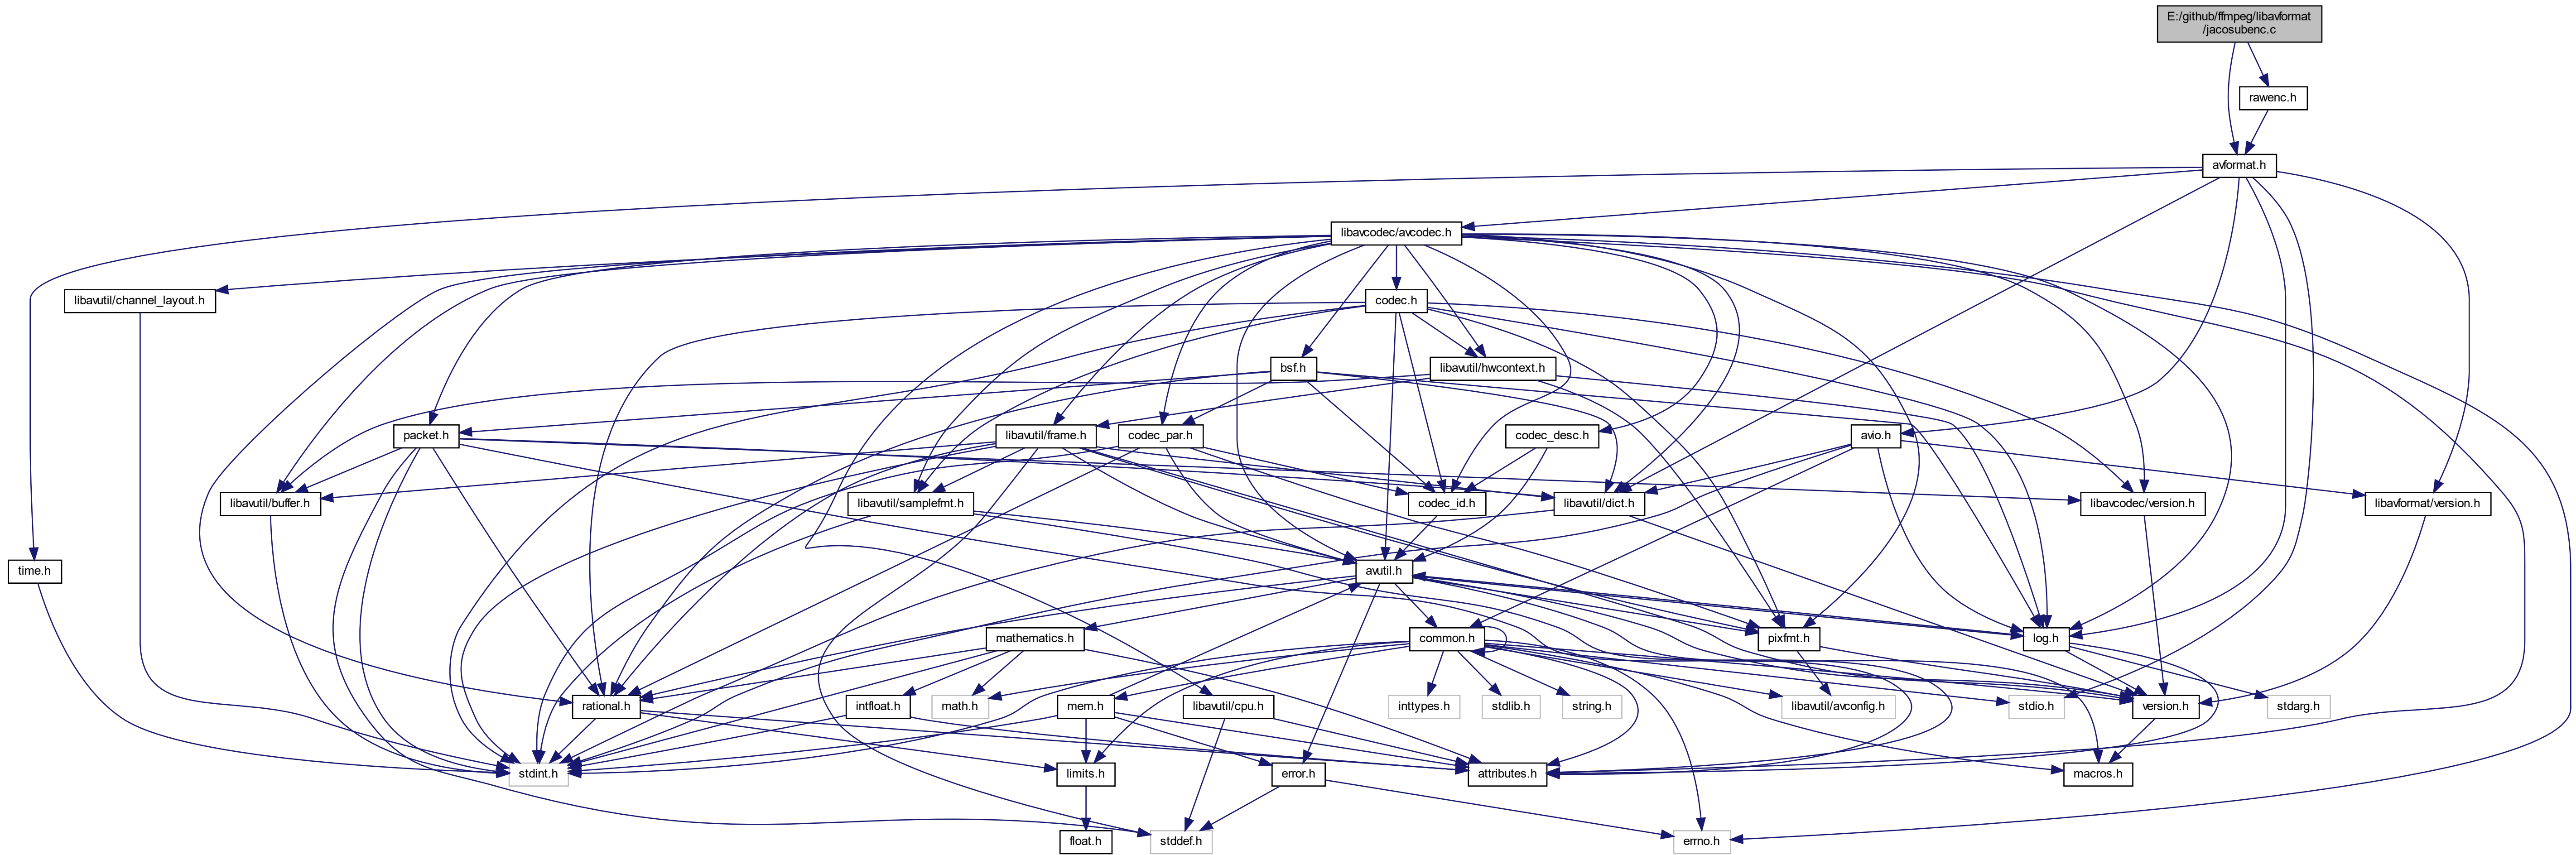 E:/github/ffmpeg/libavformat
/jacosubenc.c
rawenc.h
avformat.h
libavcodec/avcodec.h
libavutil/channel_layout.h
codec.h
bsf.h
libavutil/hwcontext.h
packet.h
libavutil/frame.h
codec_par.h
codec_desc.h
avio.h
libavutil/buffer.h
libavutil/samplefmt.h
codec_id.h
libavutil/dict.h
libavcodec/version.h
libavformat/version.h
time.h
avutil.h
mathematics.h
common.h
pixfmt.h
log.h
rational.h
intfloat.h
math.h
mem.h
libavutil/cpu.h
inttypes.h
stdlib.h
string.h
libavutil/avconfig.h
stdio.h
version.h
stdarg.h
stdint.h
limits.h
error.h
attributes.h
macros.h
float.h
stddef.h
errno.h